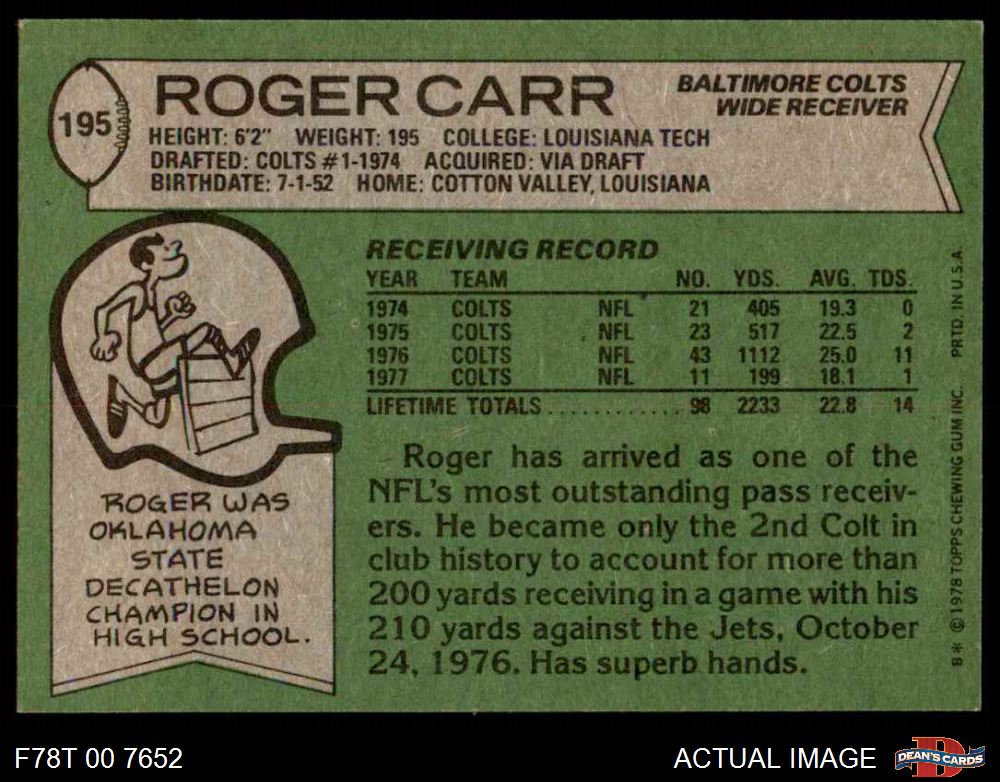 195
ROGER CARR
BALTIMORE COLTS
WIDE RECEIVER
HEIGHT: 6'2" WEIGHT: 195 COLLEGE: LOUISIANA TECH
DRAFTED: COLTS #1-1974 ACQUIRED: VIA DRAFT
BIRTHDATE: 7-1-52 HOME: COTTON VALLEY, LOUISIANA
RECEIVING RECORD
YEAR TEAM NO. YDS. AVG. TDS.
1974 COLTS NFL 21 405 19.3 0
1975 COLTS NFL 23 517 22.5 2
1976 COLTS NFL 43 1112 25.0 11
1977 COLTS NFL 11 199 18.1 1
LIFETIME TOTALS............ 98 2233 22.8 14
Roger has arrived as one of the
NFL's most outstanding pass receiv-
ers. He became only the 2nd Colt in
club history to account for more than
200 yards receiving in a game with his
210 yards against the Jets, October
24, 1976. Has superb hands.
ROGER WAS
OKLAHOMA
STATE
DECATHELON
CHAMPION IN
HIGH SCHOOL.
8* © 1978 TOPPS CHEWING GUM INC. PRTD. IN U.S.A.
F78T 00 7652
ACTUAL IMAGE
D
DEAN'S CARDS